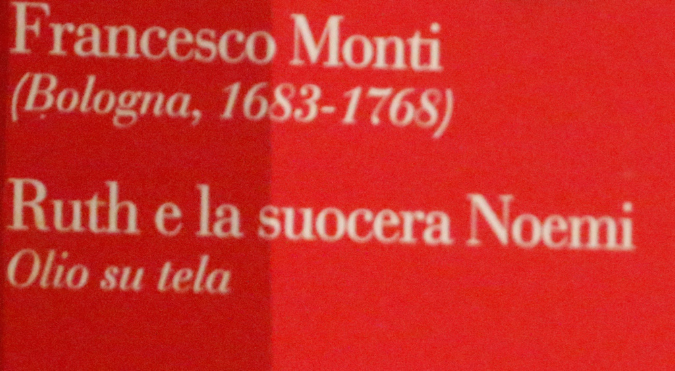 Francesco Monti
(Bologna, 1683-1768)
Ruth e la suocera Noemi
Olio su tela